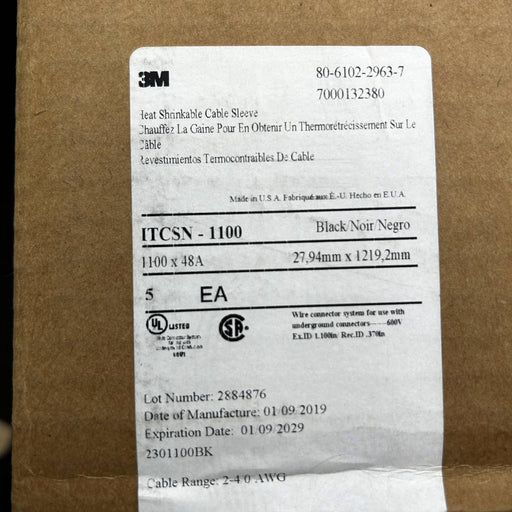 3M
80-6102-2963-7
7000132380
Heat Shrinkable Cable Sleeve
Chauffez La Gaine Pour En Obtenir Un Thermorétrécissement Sur Le
Câble
Revestimientos Termocontraibles De Cable
Made in U.S.A. Fabriqué aux É.-U. Hecho en E.U.A.
ITCSN - 1100 Black/Noir/Negro
1100 x 48A 27,94mm x 1219,2mm
5 EA
UL LISTED
600V
SA
Wire connector system for use with
underground connectors-----600V
Ex.ID 1.100in/ Rec.ID .370in
Lot Number: 2884876
Date of Manufacture: 01 09 2019
Expiration Date: 01 09 2029
2301100BK
Cable Range: 2-4 0 AWG